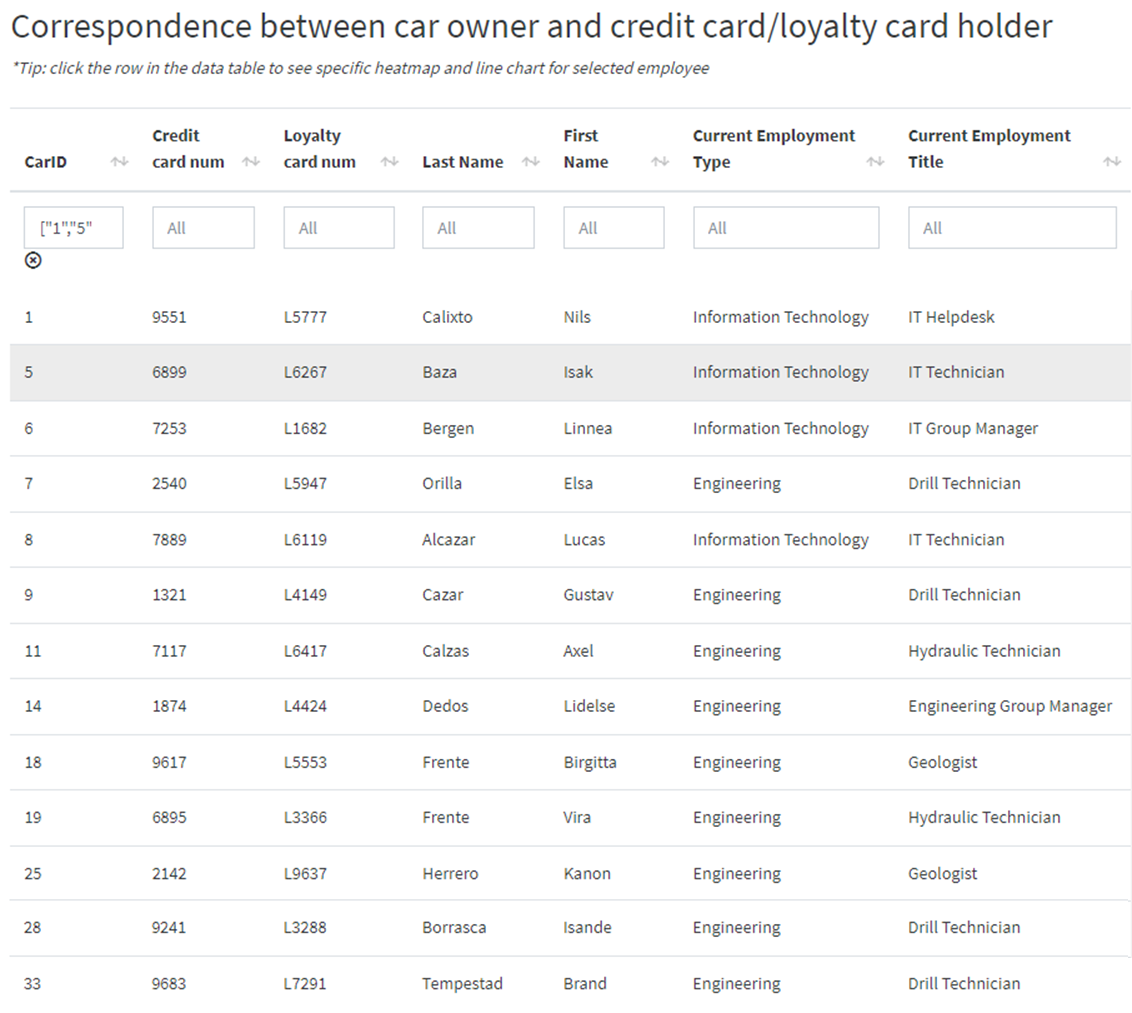 Correspondence between car owner and credit card/loyalty card holder
*Tip: click the row in the data table to see specific heatmap and line chart for selected employee
CarID Credit card num Loyalty card num Last Name First Name Current Employment Type Current Employment Title
["1","5" All All All All All All
1 9551 L5777 Calixto Nils Information Technology IT Helpdesk
5 6899 L6267 Baza Isak Information Technology IT Technician
6 7253 L1682 Bergen Linnea Information Technology IT Group Manager
7 2540 L5947 Orilla Elsa Engineering Drill Technician
8 7889 L6119 Alcazar Lucas Information Technology IT Technician
9 1321 L4149 Cazar Gustav Engineering Drill Technician
11 7117 L6417 Calzas Axel Engineering Hydraulic Technician
14 1874 L4424 Dedos Lidelse Engineering Engineering Group Manager
18 9617 L5553 Frente Birgitta Engineering Geologist
19 6895 L3366 Frente Vira Engineering Hydraulic Technician
25 2142 L9637 Herrero Kanon Engineering Geologist
28 9241 L3288 Borrasca Isande Engineering Drill Technician
33 9683 L7291 Tempestad Brand Engineering Drill Technician